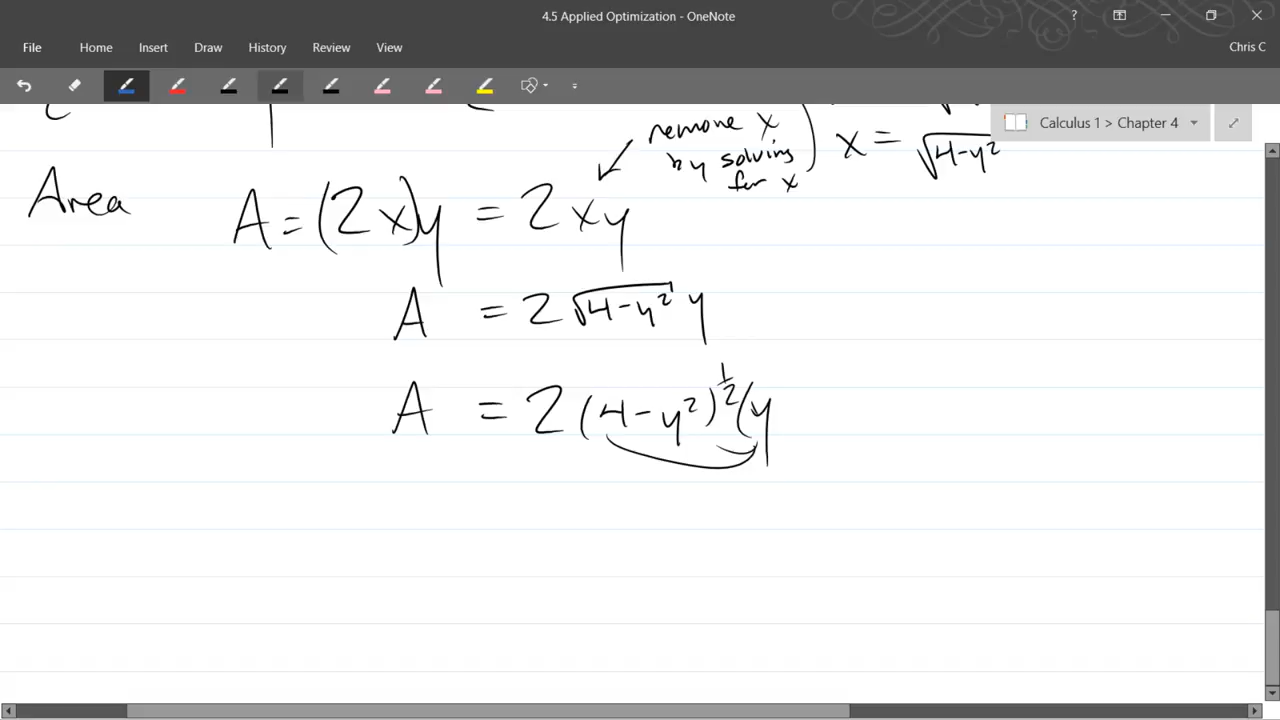 4.5 Applied Optimization - OneNote
?
File Home Insert Draw History Review View
Chris C
Calculus 1 > Chapter 4
remove x
by solving
for x
x = √4-y²
Area
A = (2x)y = 2xy
A = 2√4-y² y
A = 2(4-y²)^½(y